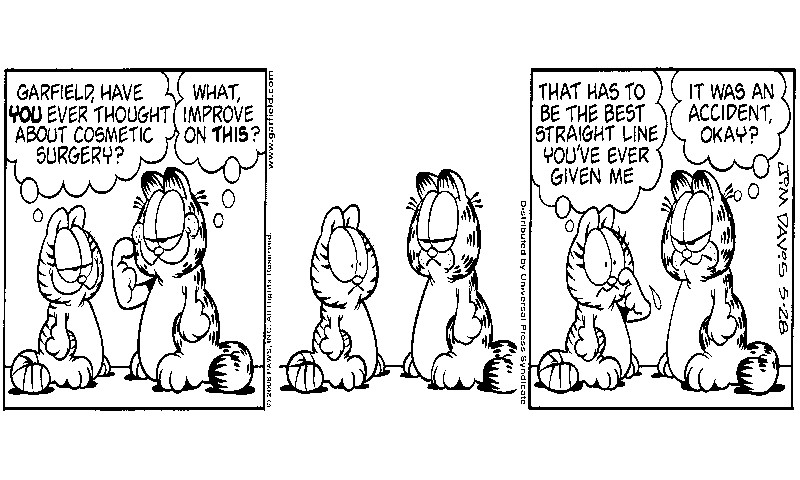 GARFIELD, HAVE
YOU EVER THOUGHT
ABOUT COSMETIC
SURGERY?
WHAT,
IMPROVE
ON THIS?
www.garfield.com
© 2008 PAWS, INC. All Rights Reserved.
Distributed by Universal Press Syndicate
THAT HAS TO
BE THE BEST
STRAIGHT LINE
YOU'VE EVER
GIVEN ME
IT WAS AN
ACCIDENT,
OKAY?
JIM DAVIS 5-28